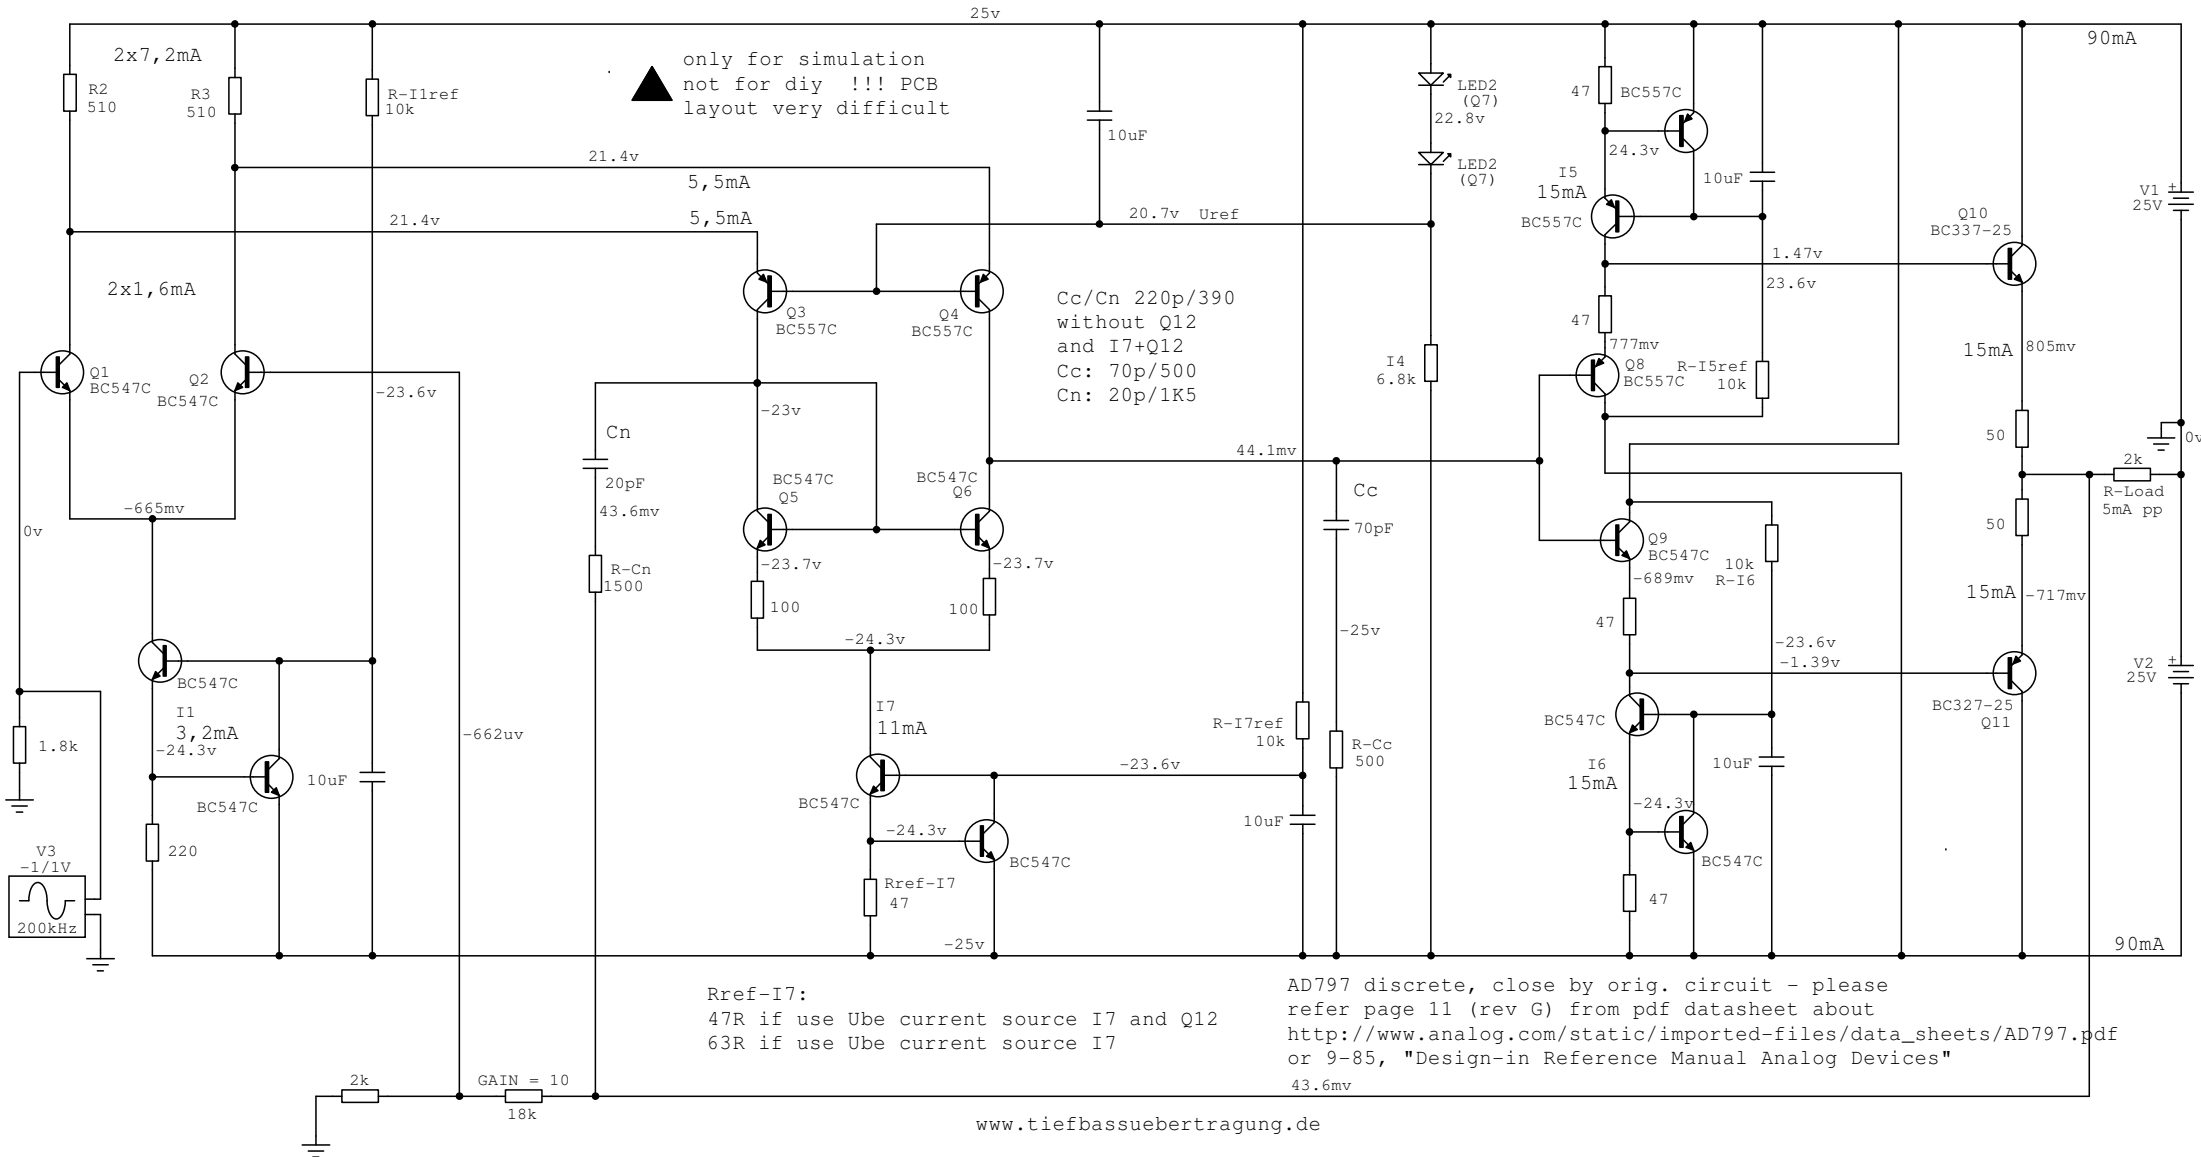 25v
90mA
2x7,2mA
only for simulation
not for diy !!! PCB
layout very difficult
R2
510
R3
510
R-I1ref
10k
10uF
LED2
(Q7)
22.8v
LED2
(Q7)
47
BC557C
24.3v
I5
15mA
BC557C
10uF
V1
25V
+
Q10
BC337-25
21.4v
5,5mA
5,5mA
21.4v
20.7v Uref
1.47v
23.6v
2x1,6mA
Q3
BC557C
Q4
BC557C
Cc/Cn 220p/390
without Q12
and I7+Q12
Cc: 70p/500
Cn: 20p/1K5
I4
6.8k
47
777mv
Q8
BC557C
R-I5ref
10k
15mA
805mv
Q1
BC547C
Q2
BC547C
-23.6v
-23v
Cn
20pF
43.6mv
BC547C
Q5
BC547C
Q6
44.1mv
Cc
70pF
50
0v
2k
R-Load
5mA pp
50
-665mv
0v
-23.7v
-23.7v
R-Cn
1500
100
100
-24.3v
-25v
Q9
BC547C
-689mv
10k
R-I6
47
15mA
-717mv
-23.6v
-1.39v
V2
25V
+
BC327-25
Q11
BC547C
I1
3,2mA
-24.3v
BC547C
10uF
220
1.8k
-662uv
I7
11mA
BC547C
-23.6v
R-I7ref
10k
R-Cc
500
BC547C
I6
15mA
10uF
-24.3v
BC547C
47
-24.3v
BC547C
10uF
Rref-I7
47
V3
-1/1V
200kHz
-25v
90mA
Rref-I7:
47R if use Ube current source I7 and Q12
63R if use Ube current source I7
AD797 discrete, close by orig. circuit - please
refer page 11 (rev G) from pdf datasheet about
http://www.analog.com/static/imported-files/data_sheets/AD797.pdf
or 9-85, "Design-in Reference Manual Analog Devices"
2k
GAIN = 10
18k
43.6mv
www.tiefbassuebertragung.de